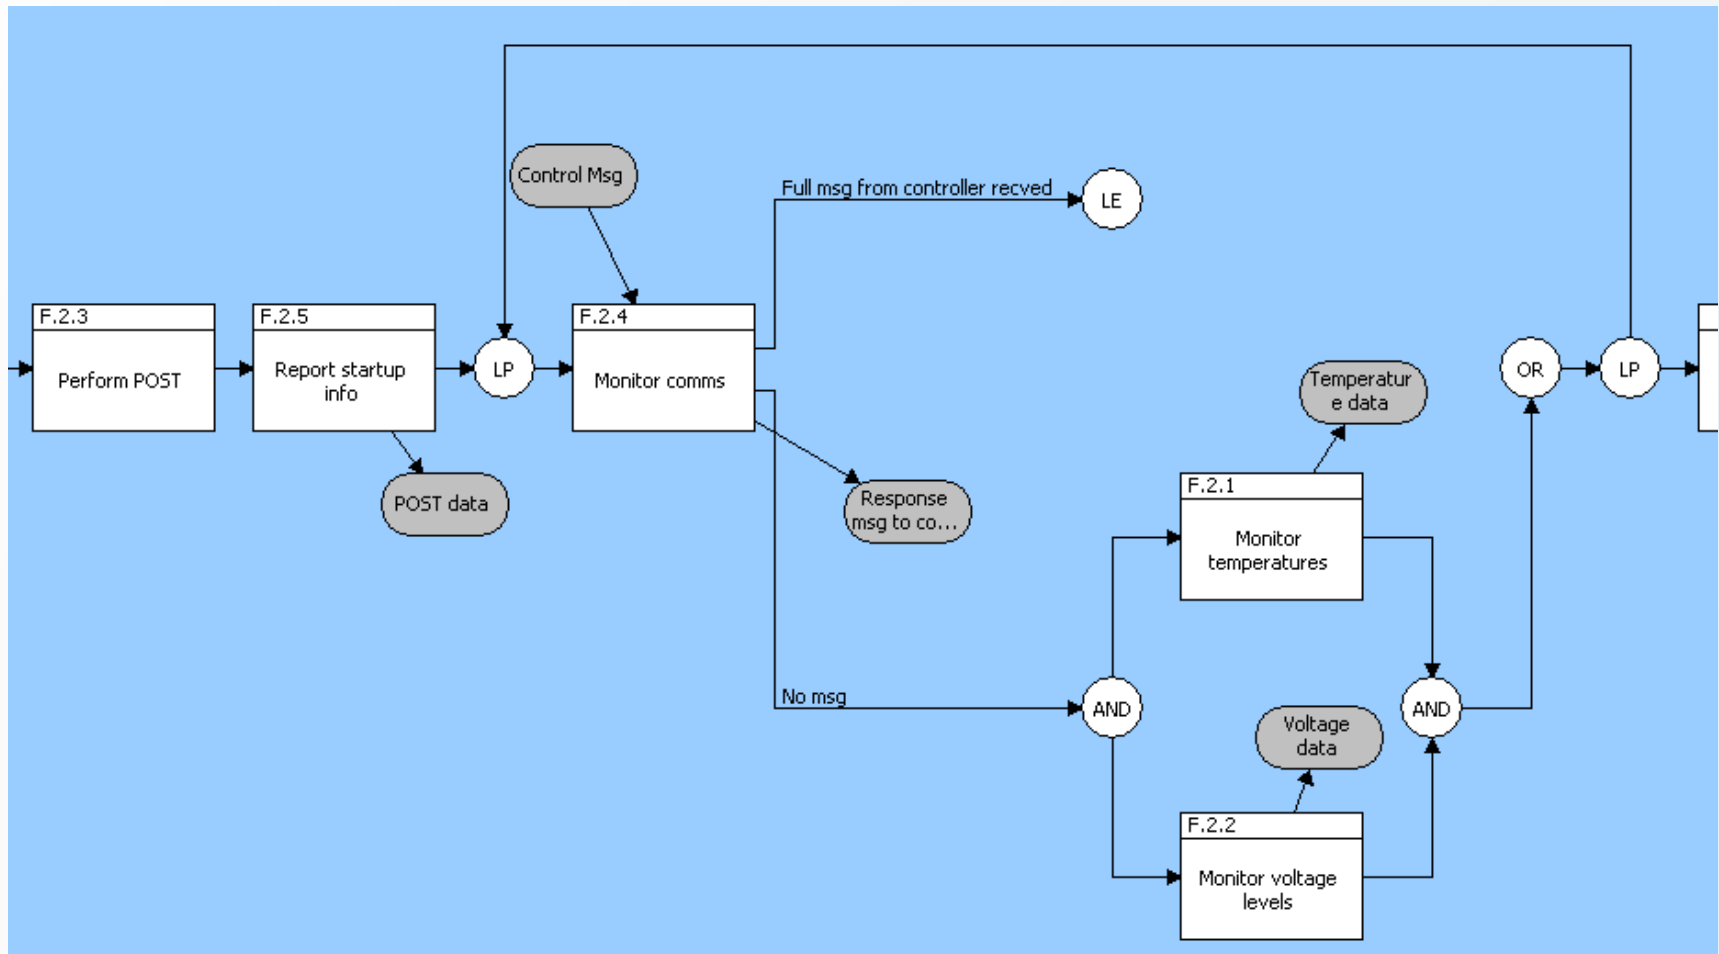 Control Msg
Full msg from controller recved
LE
F.2.3
Perform POST
F.2.5
Report startup
info
LP
F.2.4
Monitor comms
OR
LP
Temperatur
e data
POST data
Response
msg to co...
F.2.1
Monitor
temperatures
No msg
AND
AND
Voltage
data
F.2.2
Monitor voltage
levels